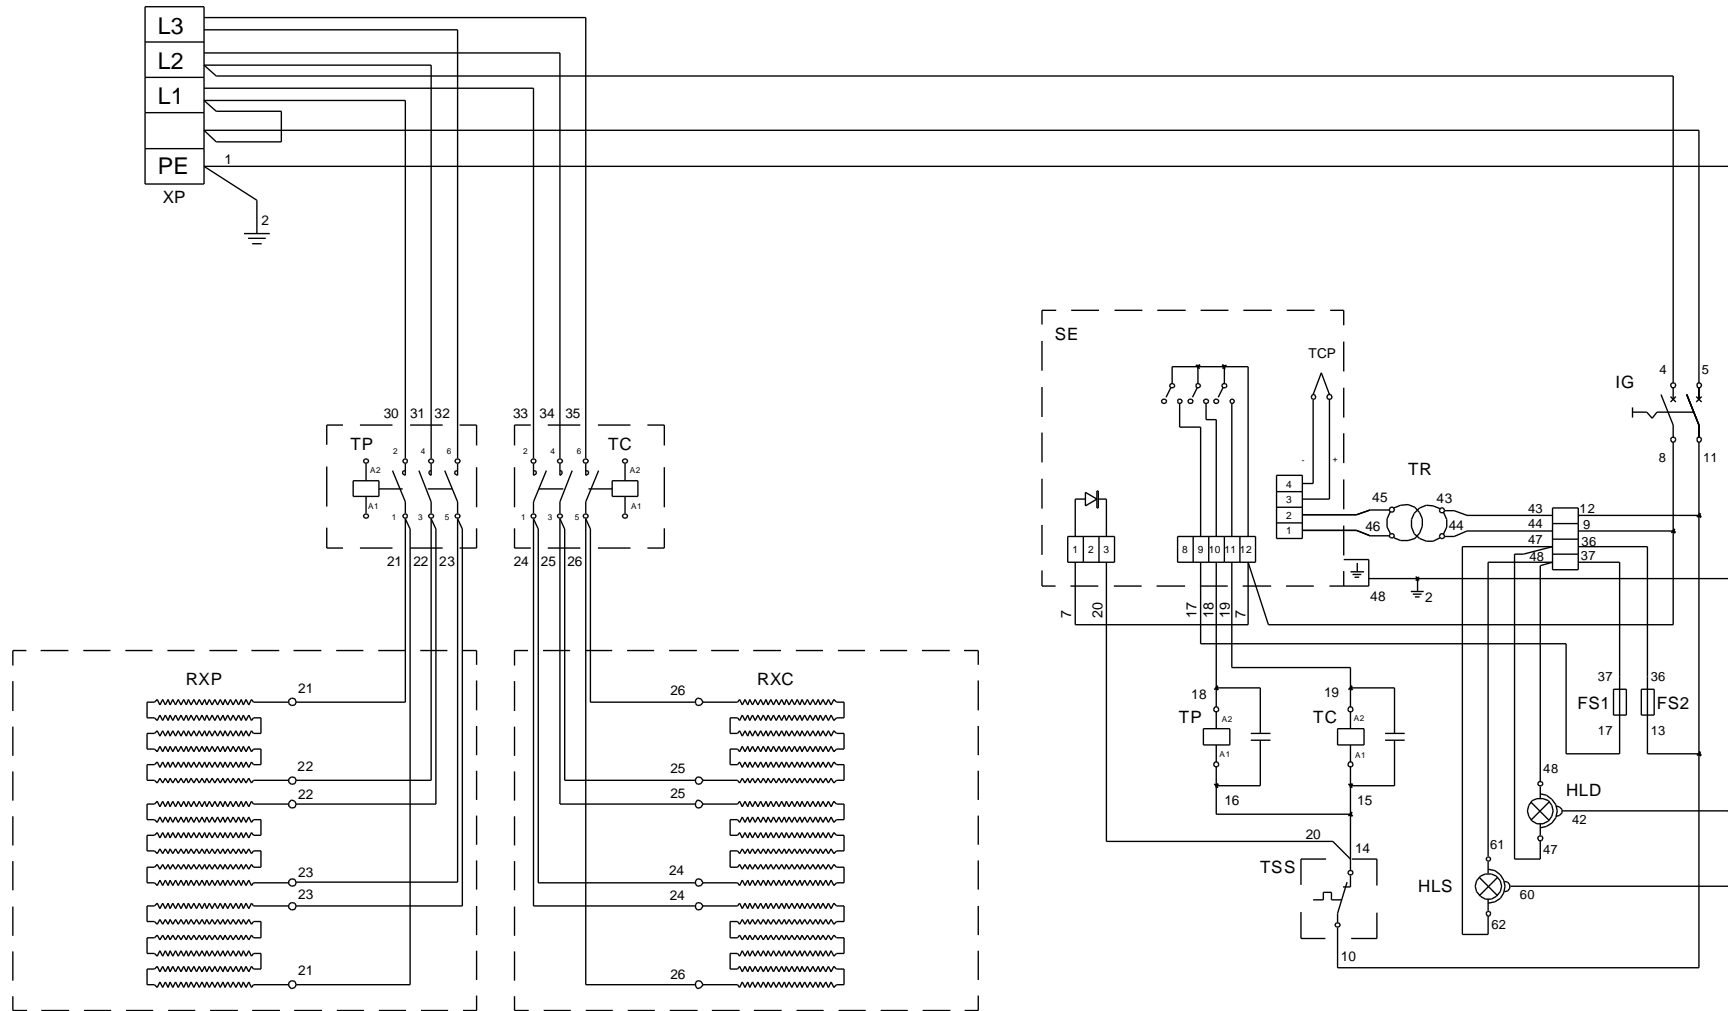 L3
L2
L1
PE 1
XP
2
SE
TCP
4 5
IG
- +
8 11
30 31 32 33 34 35
TP TC
2 4 6 2 4 6
A2 A2
A1 A1
1 3 5 1 3 5
21 22 23 24 25 26
TR
4
3
2
1
45 43 43 12
46 44 44 9
47 36
48 37
1 2 3 8 9 10 11 12
48 2
7 20 17 18 19 7
RXP RXC
21 26
22 25
22 25
23 24
23 24
21 26
37 36
FS1 FS2
17 13
18 19
TP TC
A2 A2
A1 A1
16 15
48
HLD
42
47
20 14
TSS
61
HLS
60
62
10